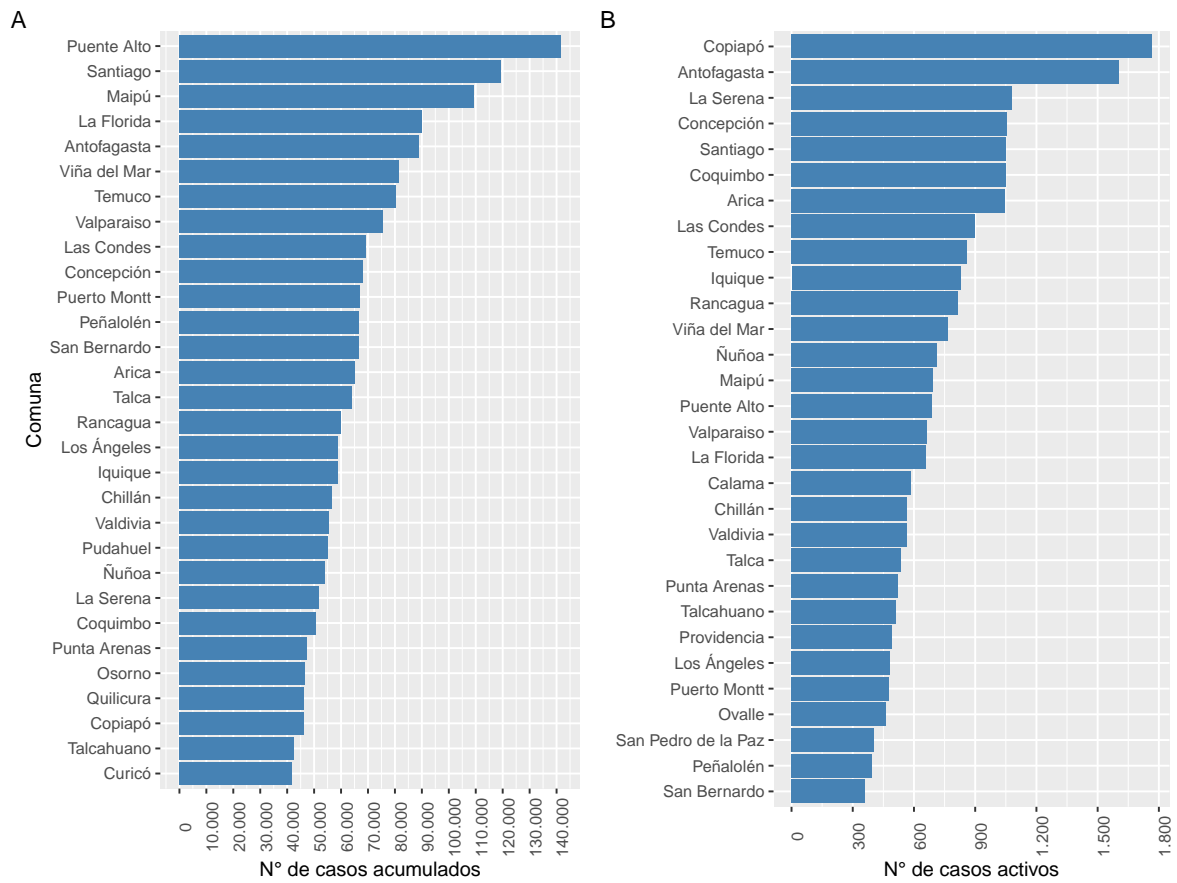 A
Puente Alto
Santiago
Maipú
La Florida
Antofagasta
Viña del Mar
Temuco
Valparaiso
Las Condes
Concepción
Puerto Montt
Peñalolén
San Bernardo
Arica
Talca
Rancagua
Los Ángeles
Iquique
Chillán
Valdivia
Pudahuel
Ñuñoa
La Serena
Coquimbo
Punta Arenas
Osorno
Quilicura
Copiapó
Talcahuano
Curicó
Comuna
0
10.000
20.000
30.000
40.000
50.000
60.000
70.000
80.000
90.000
100.000
110.000
120.000
130.000
140.000
N° de casos acumulados
B
Copiapó
Antofagasta
La Serena
Concepción
Santiago
Coquimbo
Arica
Las Condes
Temuco
Iquique
Rancagua
Viña del Mar
Ñuñoa
Maipú
Puente Alto
Valparaiso
La Florida
Calama
Chillán
Valdivia
Talca
Punta Arenas
Talcahuano
Providencia
Los Ángeles
Puerto Montt
Ovalle
San Pedro de la Paz
Peñalolén
San Bernardo
0
300
600
900
1.200
1.500
1.800
N° de casos activos